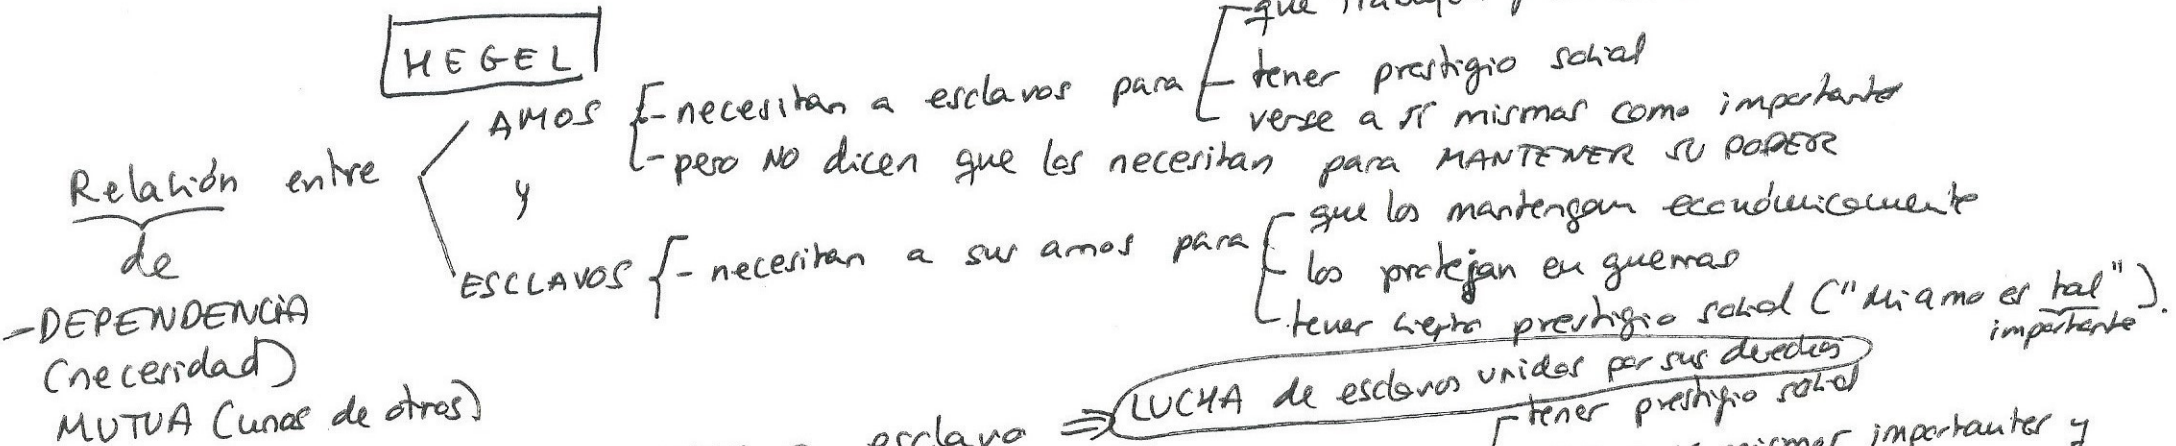 que
HEGEL
tener prestigio social
AMOS {- necesitan a esclavos para
verse a sí mismos como importantes
- pero NO dicen que los necesitan para MANTENER SU PODER
Relación entre
y
que los mantengan económicamente
de
ESCLAVOS {- necesitan a sus amos para
los protejan en guerras
tener cierto prestigio social ("Mi amo es tal").
importante
- DEPENDENCIA
(necesidad)
MUTUA (unos de otros)
esclavo ⇒ LUCHA de esclavos unidos por sus derechos
tener prestigio social
mismos importantes y